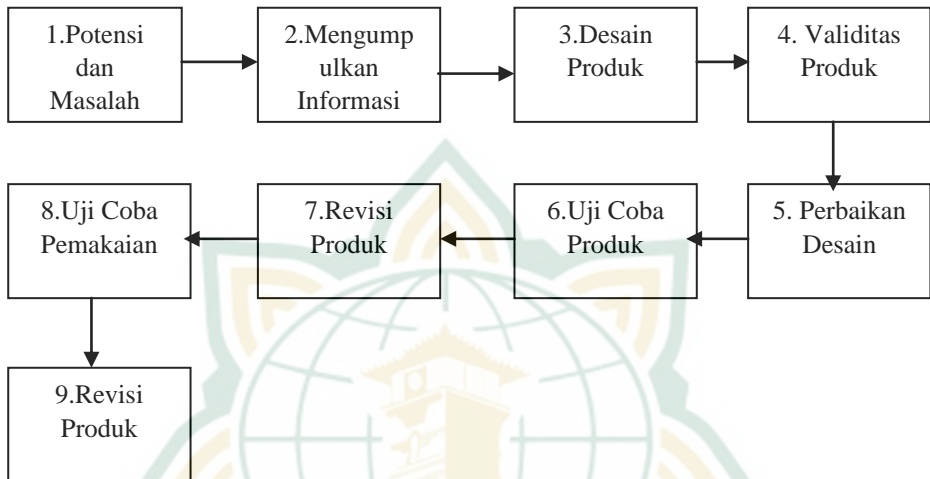 1.Potensi
dan
Masalah
2.Mengump
ulkan
Informasi
3.Desain
Produk
4. Validitas
Produk
5. Perbaikan
Desain
6.Uji Coba
Produk
7.Revisi
Produk
8.Uji Coba
Pemakaian
9.Revisi
Produk